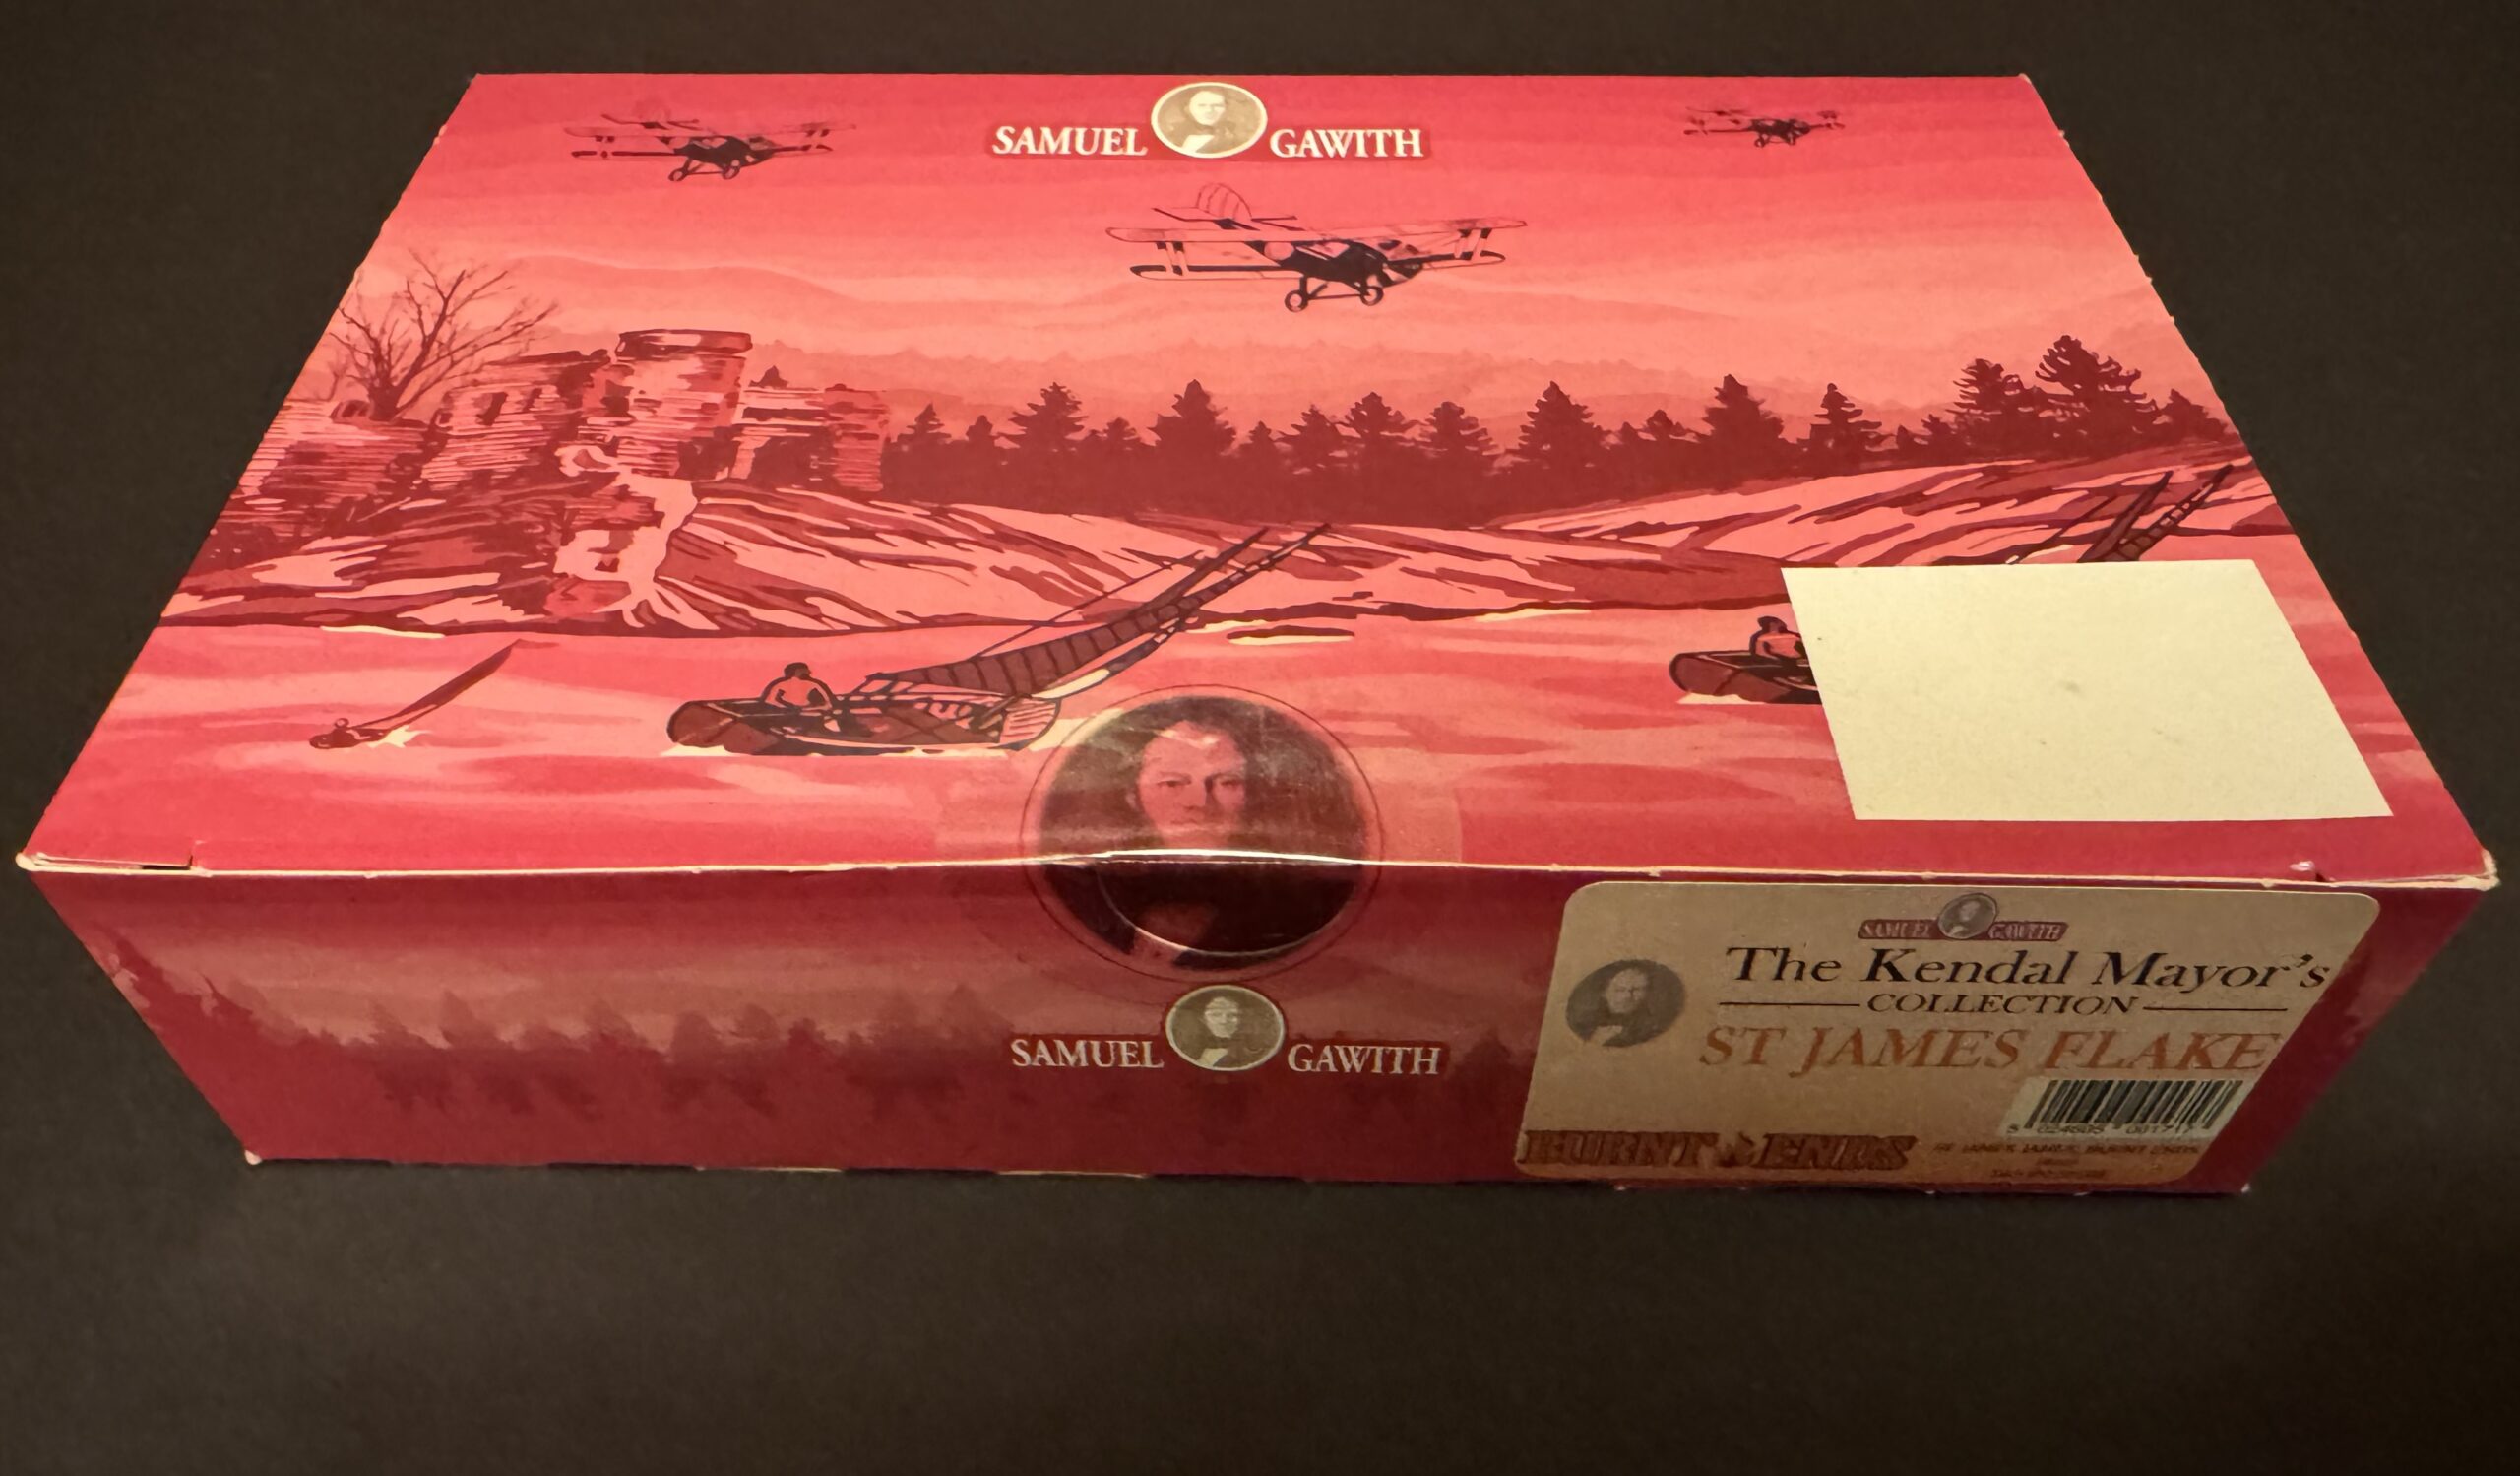 SAMUEL GAWITH
SAMUEL GAWITH
SAMUEL GAWITH
The Kendal Mayor's
COLLECTION
ST JAMES FLAKE
BURNT ENDS